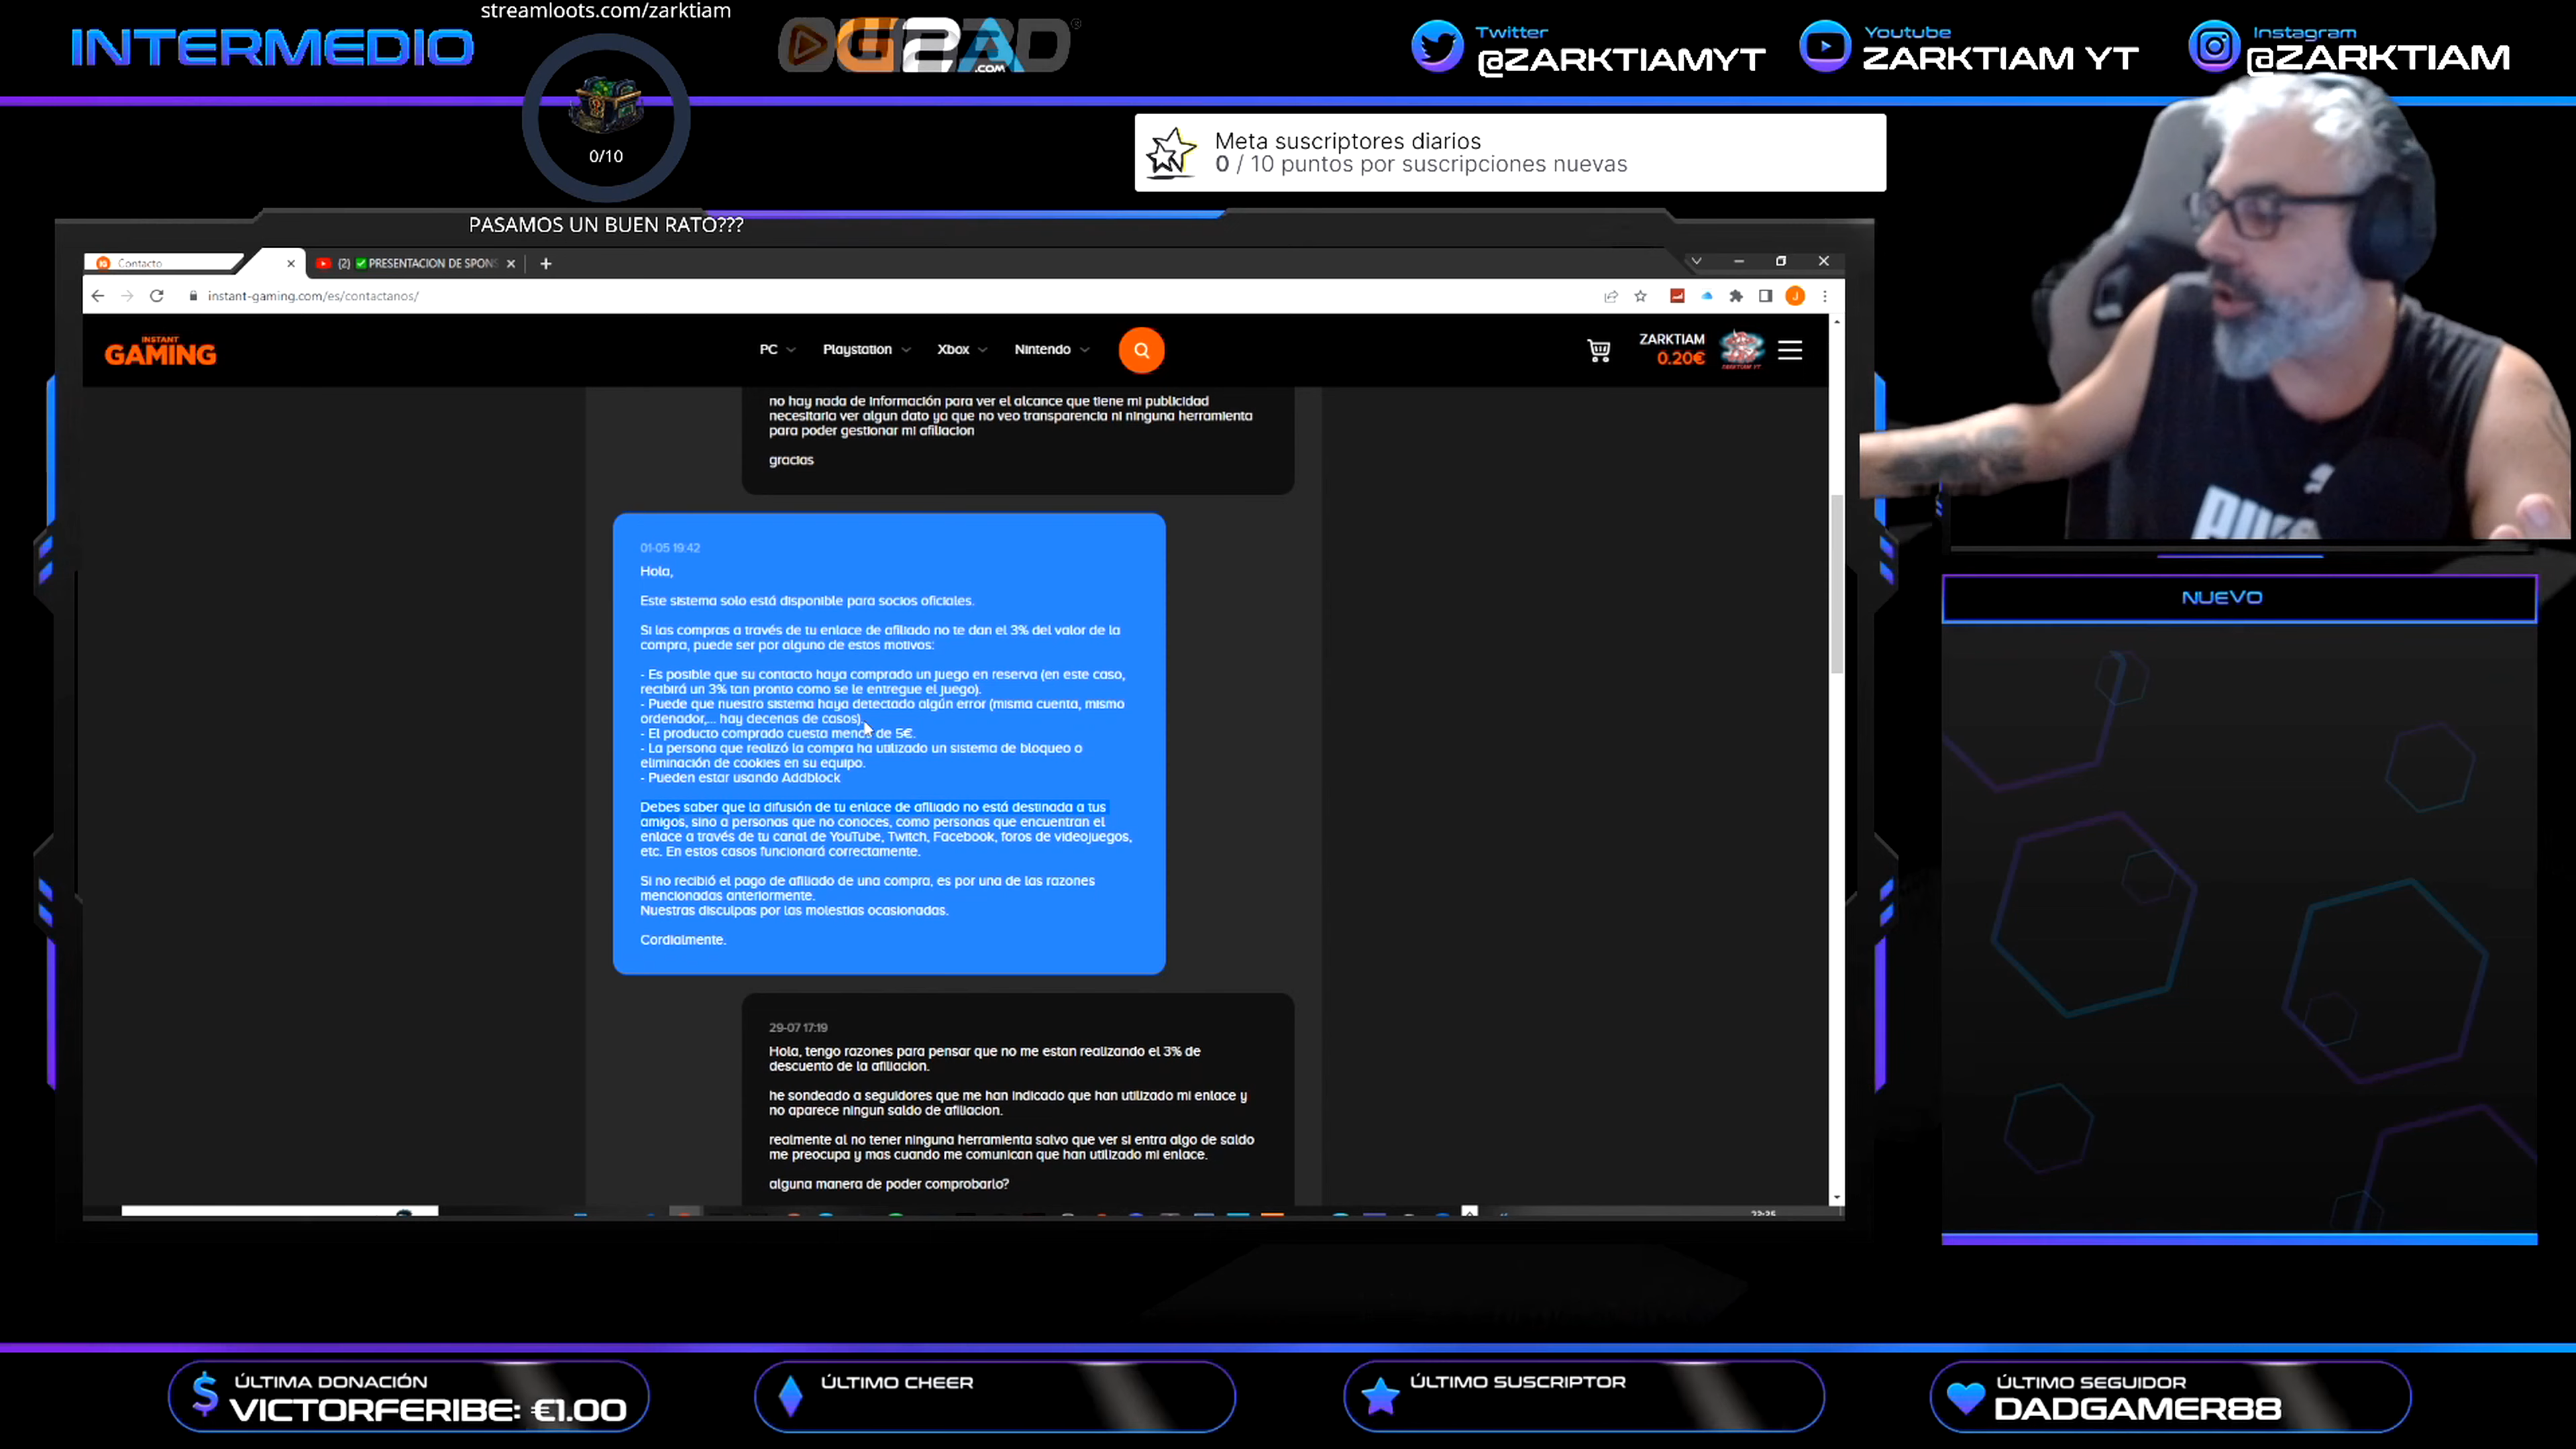 streamloots.com/zarktiam
INTERMEDIO
G2A
.COM
Twitter
@ZARKTIAMYT
Youtube
ZARKTIAM YT
Instagram
@ZARKTIAM
0/10
Meta suscriptores diarios
0 / 10 puntos por suscripciones nuevas
PASAMOS UN BUEN RATO???
Contacto
(2) ✅ PRESENTACION DE SPONS
instant-gaming.com/es/contactanos/
J
INSTANT
GAMING
PC
Playstation
Xbox
Nintendo
ZARKTIAM
0.20€
no hay nada de información para ver el alcance que tiene mi publicidad
necesitaria ver algun dato ya que no veo transparencia ni ninguna herramienta
para poder gestionar mi afiliacion
gracias
01-05 19:42
Hola,
Este sistema solo está disponible para socios oficiales.
Si las compras a través de tu enlace de afiliado no te dan el 3% del valor de la
compra, puede ser por alguno de estos motivos:
- Es posible que su contacto haya comprado un juego en reserva (en este caso,
recibirá un 3% tan pronto como se le entregue el juego).
- Puede que nuestro sistema haya detectado algún error (misma cuenta, mismo
ordenador,... hay decenas de casos).
- El producto comprado cuesta menos de 5€.
- La persona que realizó la compra ha utilizado un sistema de bloqueo o
eliminación de cookies en su equipo.
- Pueden estar usando Addblock
Debes saber que la difusión de tu enlace de afiliado no está destinada a tus
amigos, sino a personas que no conoces, como personas que encuentran el
enlace a través de tu canal de YouTube, Twitch, Facebook, foros de videojuegos,
etc. En estos casos funcionará correctamente.
Si no recibió el pago de afiliado de una compra, es por una de las razones
mencionadas anteriormente.
Nuestras disculpas por las molestias ocasionadas.
Cordialmente.
29-07 17:19
Hola, tengo razones para pensar que no me estan realizando el 3% de
descuento de la afiliacion.
he sondeado a seguidores que me han indicado que han utilizado mi enlace y
no aparece ningun saldo de afiliacion.
realmente al no tener ninguna herramienta salvo que ver si entra algo de saldo
me preocupa y mas cuando me comunican que han utilizado mi enlace.
alguna manera de poder comprobarlo?
NUEVO
ÚLTIMA DONACIÓN
VICTORFERIBE: €1.00
ÚLTIMO CHEER
ÚLTIMO SUSCRIPTOR
ÚLTIMO SEGUIDOR
DADGAMER88